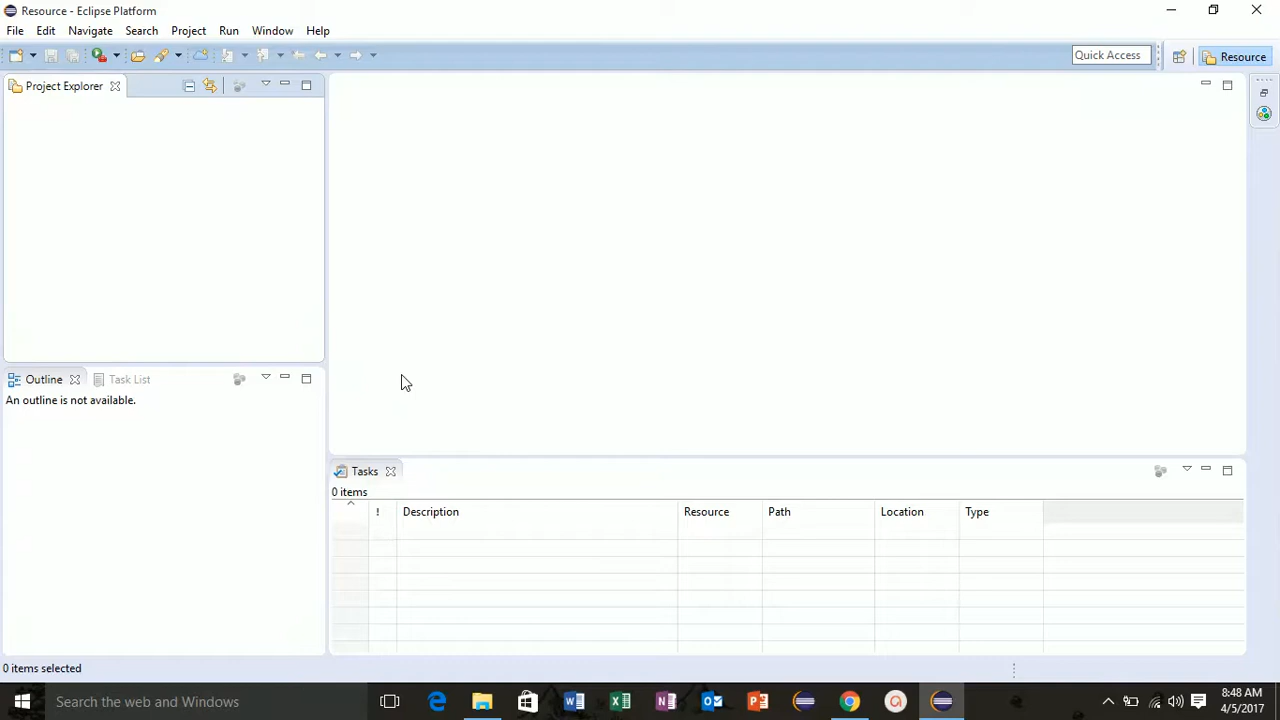 Resource - Eclipse Platform
File Edit Navigate Search Project Run Window Help
Quick Access
Resource
Project Explorer
Outline Task List
An outline is not available.
Tasks
0 items
! Description Resource Path Location Type
0 items selected
Search the web and Windows
8:48 AM
4/5/2017